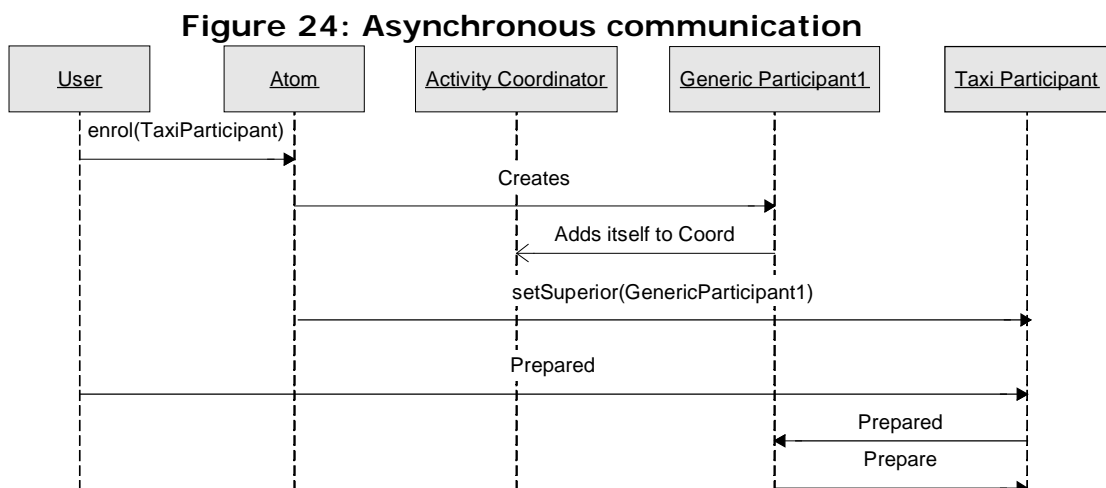 Figure 24: Asynchronous communication
User
Atom
Activity Coordinator
Generic Participant1
Taxi Participant
enrol(TaxiParticipant)
Creates
Adds itself to Coord
setSuperior(GenericParticipant1)
Prepared
Prepared
Prepare